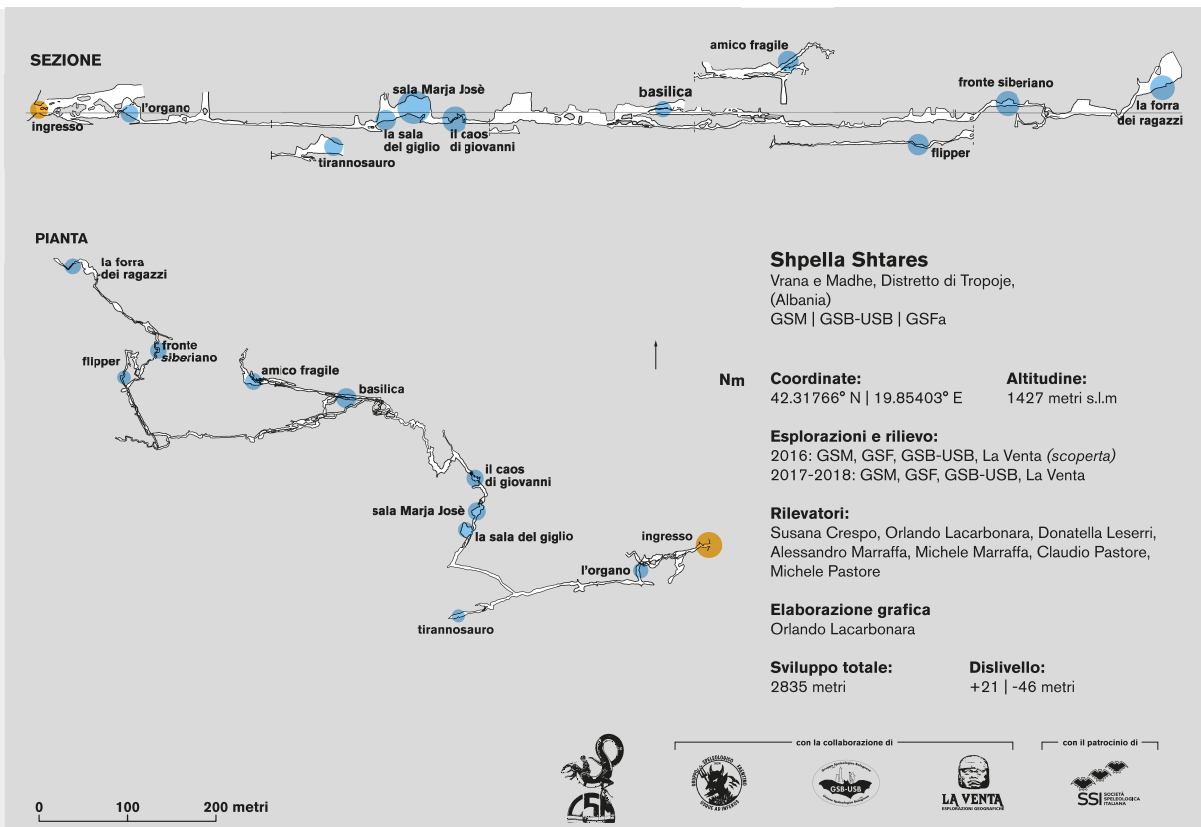 SEZIONE
amico fragile
sala Marja Josè
basilica
fronte siberiano
l'organo
ingresso
la sala
del giglio
il caos
di giovanni
la forra
dei ragazzi
tirannosauro
flipper
PIANTA
la forra
dei ragazzi
fronte
siberiano
flipper
amico fragile
basilica
il caos
di giovanni
sala Marja Josè
la sala del giglio
ingresso
l'organo
tirannosauro
Nm
Shpella Shtares
Vrana e Madhe, Distretto di Tropoje,
(Albania)
GSM | GSB-USB | GSFa
Coordinate:
42.31766° N | 19.85403° E
Altitudine:
1427 metri s.l.m
Esplorazioni e rilievo:
2016: GSM, GSF, GSB-USB, La Venta (scoperta)
2017-2018: GSM, GSF, GSB-USB, La Venta
Rilevatori:
Susana Crespo, Orlando Lacarbonara, Donatella Leserri,
Alessandro Marraffa, Michele Marraffa, Claudio Pastore,
Michele Pastore
Elaborazione grafica
Orlando Lacarbonara
Sviluppo totale:
2835 metri
Dislivello:
+21 | -46 metri
con la collaborazione di
con il patrocinio di
GSM
GRUPPO SPELEOLOGICO FAENTINO
GSB-USB
LA VENTA
ESPLORAZIONI GEOGRAFICHE
SSI
SOCIETÀ
SPELEOLOGICA
ITALIANA
0 100 200 metri